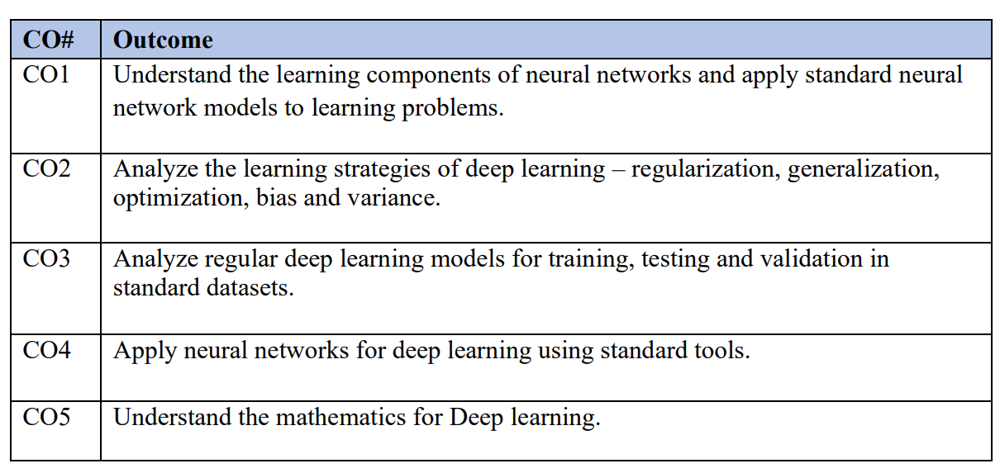 CO# Outcome
CO1 Understand the learning components of neural networks and apply standard neural
network models to learning problems.
CO2 Analyze the learning strategies of deep learning – regularization, generalization,
optimization, bias and variance.
CO3 Analyze regular deep learning models for training, testing and validation in
standard datasets.
CO4 Apply neural networks for deep learning using standard tools.
CO5 Understand the mathematics for Deep learning.